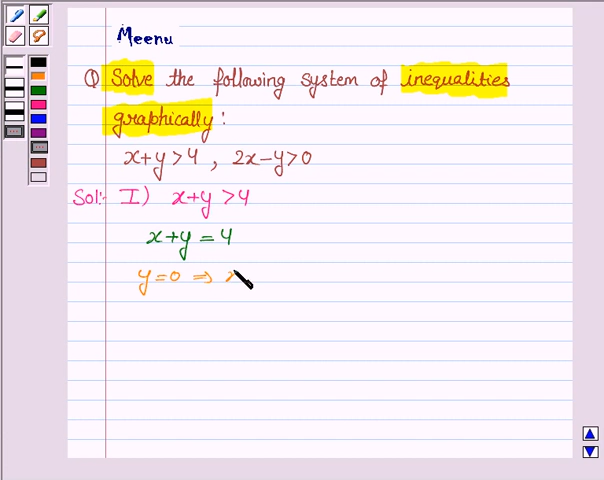 Meenu
Q Solve the following system of inequalities
graphically :
x+y > 4 , 2x-y > 0
Sol:- I) x+y > 4
x+y = 4
y=0 ⇒ x